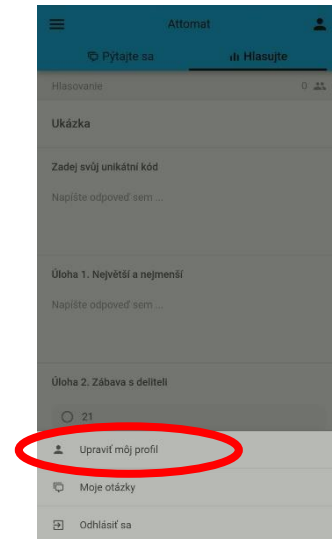 Attomat
Pýtajte sa
Hlasujte
Hlasovanie 0
Ukázka
Zadej svůj unikátní kód
Napíšte odpoveď sem ...
Úloha 1. Největší a nejmenší
Napíšte odpoveď sem ...
Úloha 2. Zábava s deliteli
21
Upraviť môj profil
Moje otázky
Odhlásiť sa